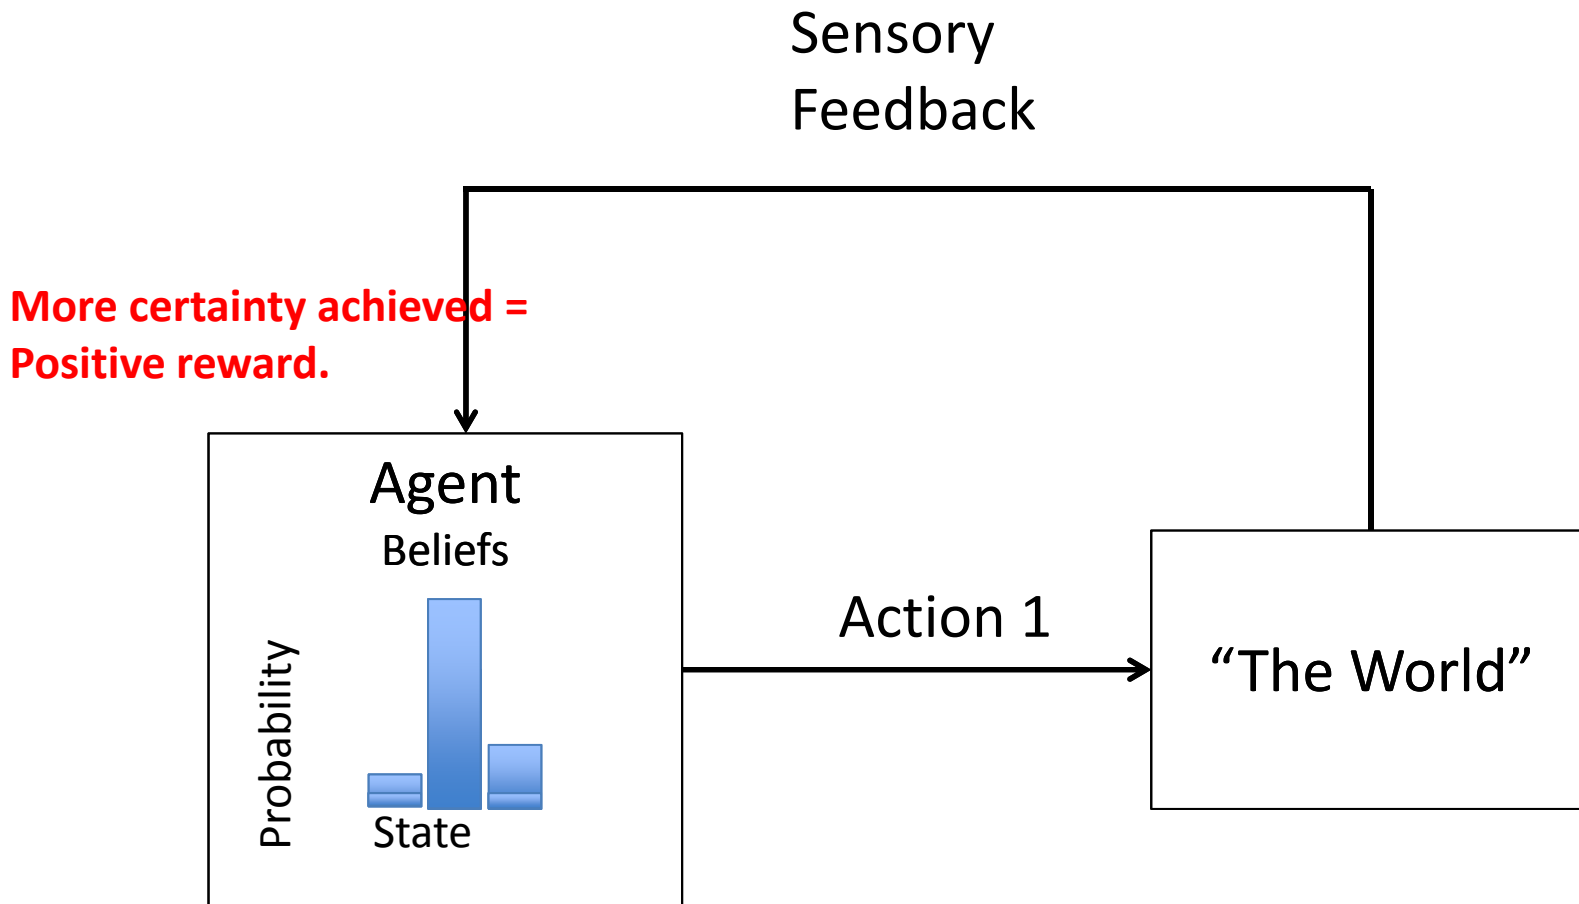 Sensory
Feedback
More certainty achieved =
Positive reward.
Agent
Beliefs
Probability
State
Action 1
“The World”